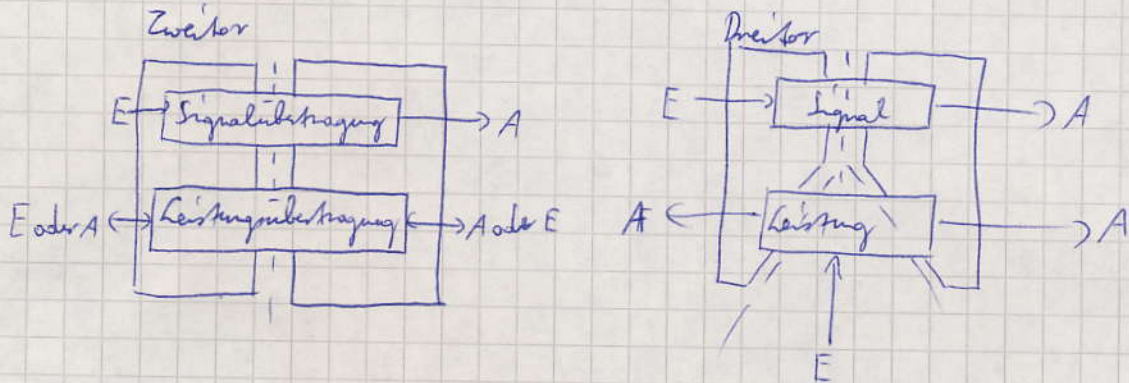 Zweitor
E
Signalübertragung
A
E oder A
Leistungsübertragung
A oder E
Dreitor
E
Signal
A
A
Leistung
A
E